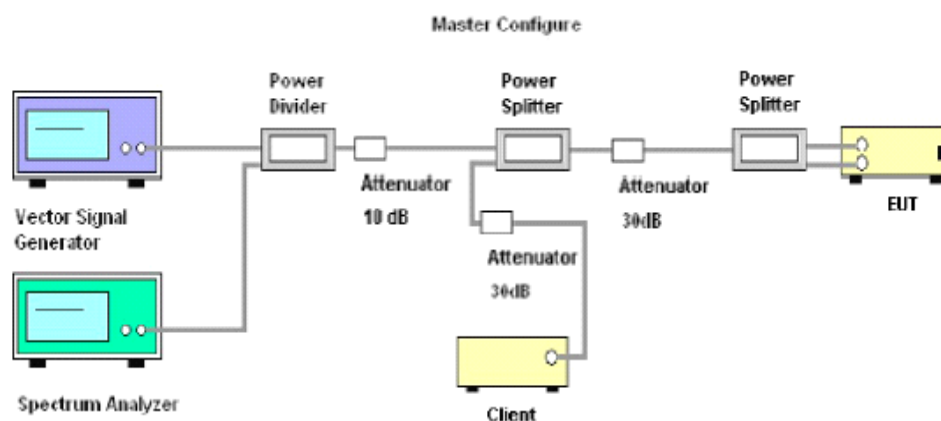 Master Configure
Power
Divider
Power
Splitter
Power
Splitter
Attenuator
10 dB
Attenuator
30dB
EUT
Vector Signal
Generator
Attenuator
30dB
Spectrum Analyzer
Client